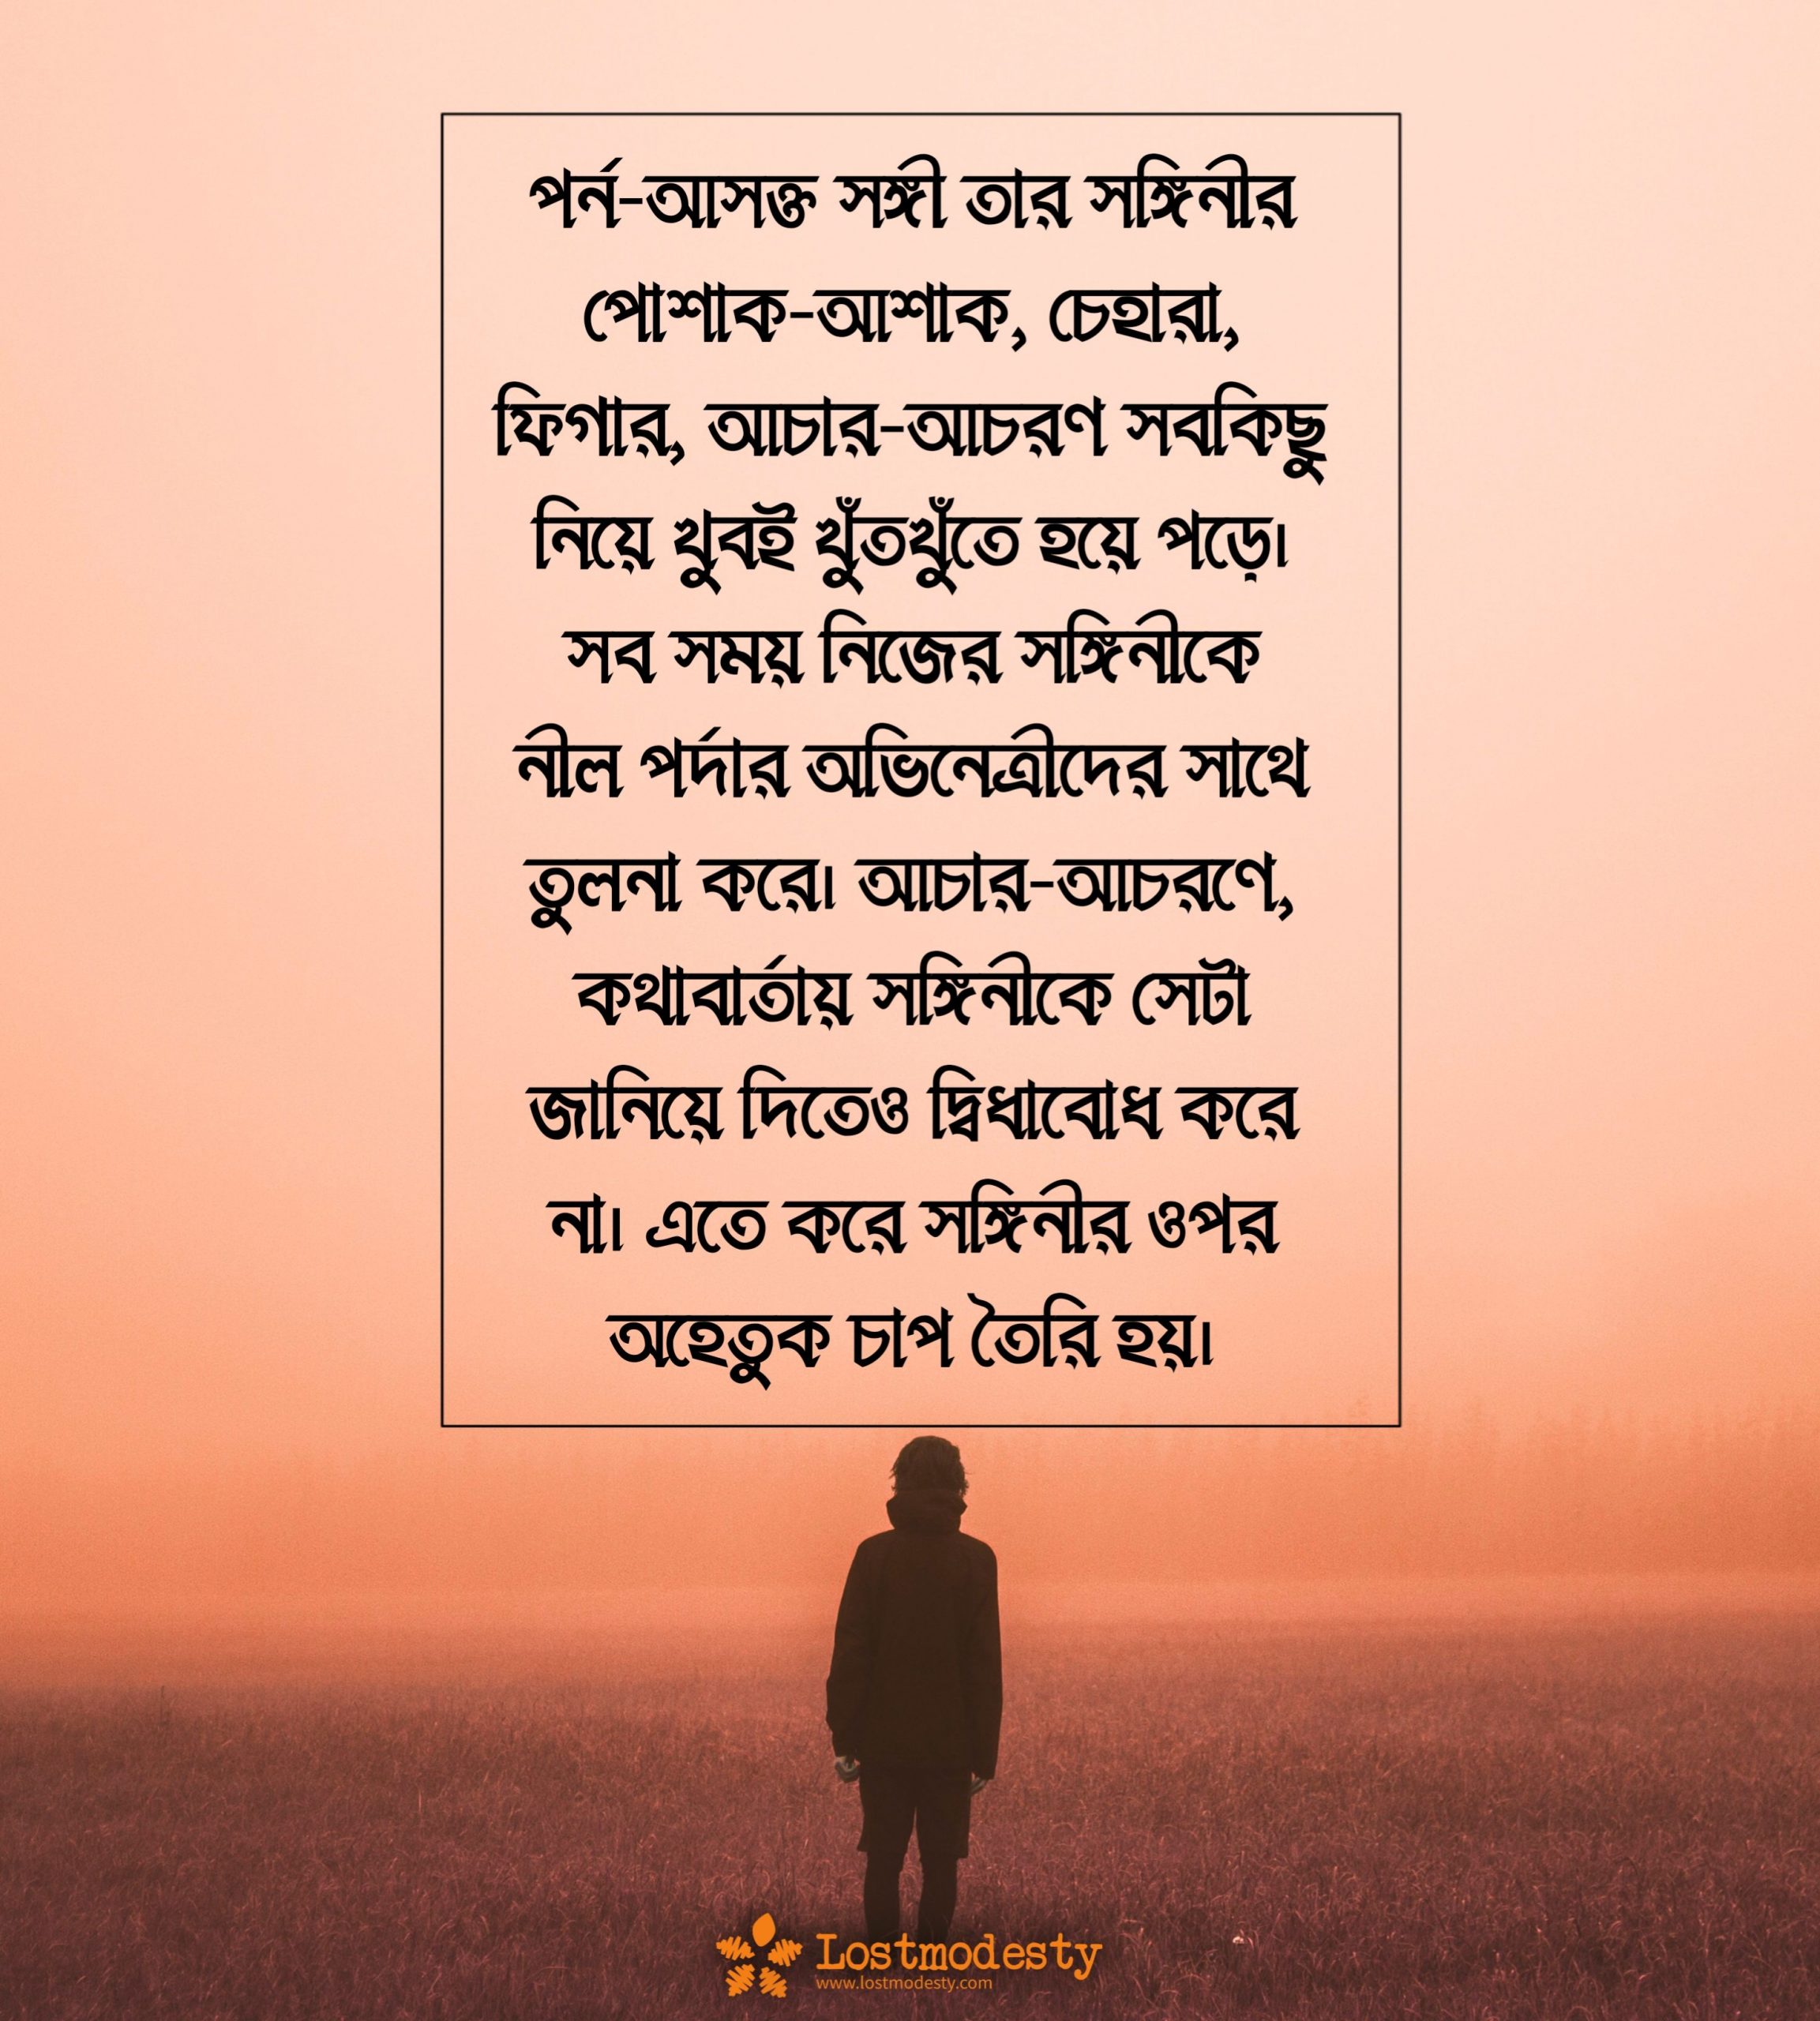 পর্ন-আসক্ত সঙ্গী তার সঙ্গিনীর
পোশাক-আশাক, চেহারা,
ফিগার, আচার-আচরণ সবকিছু
নিয়ে খুবই খুঁতখুঁতে হয়ে পড়ে।
সব সময় নিজের সঙ্গিনীকে
নীল পর্দার অভিনেত্রীদের সাথে
তুলনা করে। আচার-আচরণে,
কথাবার্তায় সঙ্গিনীকে সেটা
জানিয়ে দিতেও দ্বিধাবোধ করে
না। এতে করে সঙ্গিনীর ওপর
অহেতুক চাপ তৈরি হয়।
Lostmodesty
www.lostmodesty.com